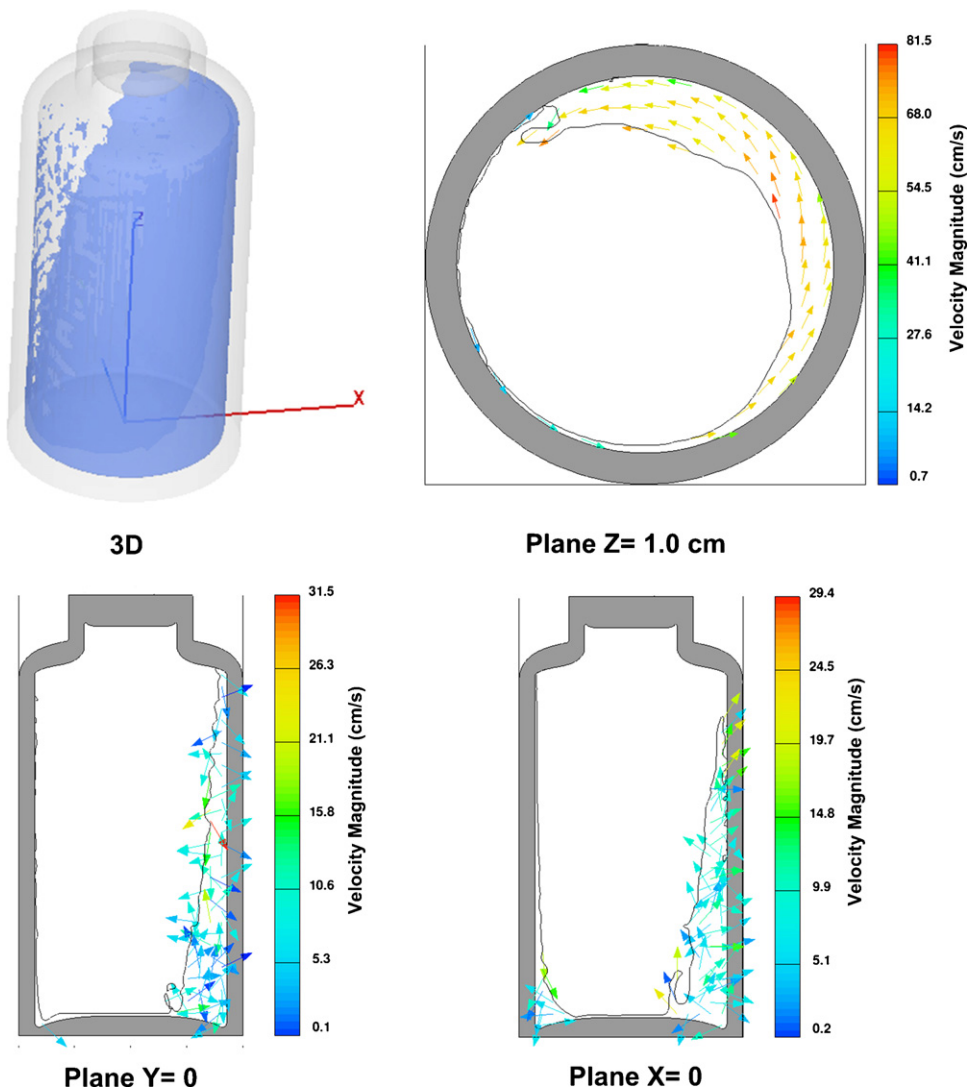 Z
X
3D
81.5
68.0
54.5
41.1
27.6
14.2
0.7
Velocity Magnitude (cm/s)
Plane Z= 1.0 cm
31.5
26.3
21.1
15.8
10.6
5.3
0.1
Velocity Magnitude (cm/s)
Plane Y= 0
29.4
24.5
19.7
14.8
9.9
5.1
0.2
Velocity Magnitude (cm/s)
Plane X= 0